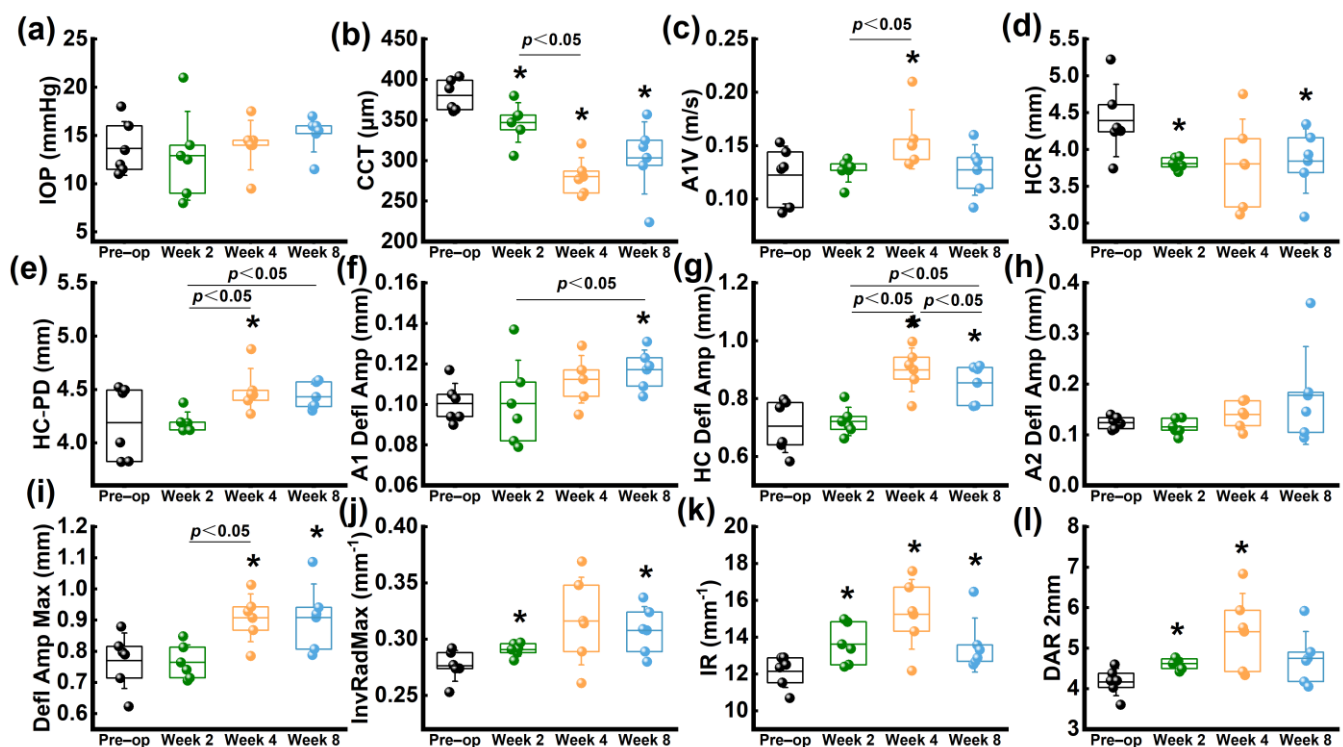 (a)
IOP (mmHg)
25
20
15
10
5
Pre–op Week 2 Week 4 Week 8
(b)
CCT (µm)
450
400
350
300
250
200
p<0.05
*
*
*
Pre–op Week 2 Week 4 Week 8
(c)
A1V (m/s)
0.25
0.20
0.15
0.10
p<0.05
*
Pre–op Week 2 Week 4 Week 8
(d)
HCR (mm)
5.5
5.0
4.5
4.0
3.5
3.0
*
*
Pre–op Week 2 Week 4 Week 8
(e)
HC-PD (mm)
5.5
5.0
4.5
4.0
p<0.05
p<0.05
*
Pre–op Week 2 Week 4 Week 8
(f)
A1 Defl Amp (mm)
0.16
0.14
0.12
0.10
0.08
0.06
p<0.05
*
Pre–op Week 2 Week 4 Week 8
(g)
HC Defl Amp (mm)
1.2
1.0
0.8
0.6
p<0.05
p<0.05 p<0.05
*
*
Pre–op Week 2 Week 4 Week 8
(h)
A2 Defl Amp (mm)
0.4
0.3
0.2
0.1
0.0
Pre–op Week 2 Week 4 Week 8
(i)
Defl Amp Max (mm)
1.2
1.1
1.0
0.9
0.8
0.7
0.6
p<0.05
*
*
Pre–op Week 2 Week 4 Week 8
(j)
InvRadMax (mm⁻¹)
0.40
0.35
0.30
0.25
*
*
Pre–op Week 2 Week 4 Week 8
(k)
IR (mm⁻¹)
20
18
16
14
12
10
*
*
*
Pre–op Week 2 Week 4 Week 8
(l)
DAR 2mm
8
7
6
5
4
3
*
*
Pre–op Week 2 Week 4 Week 8